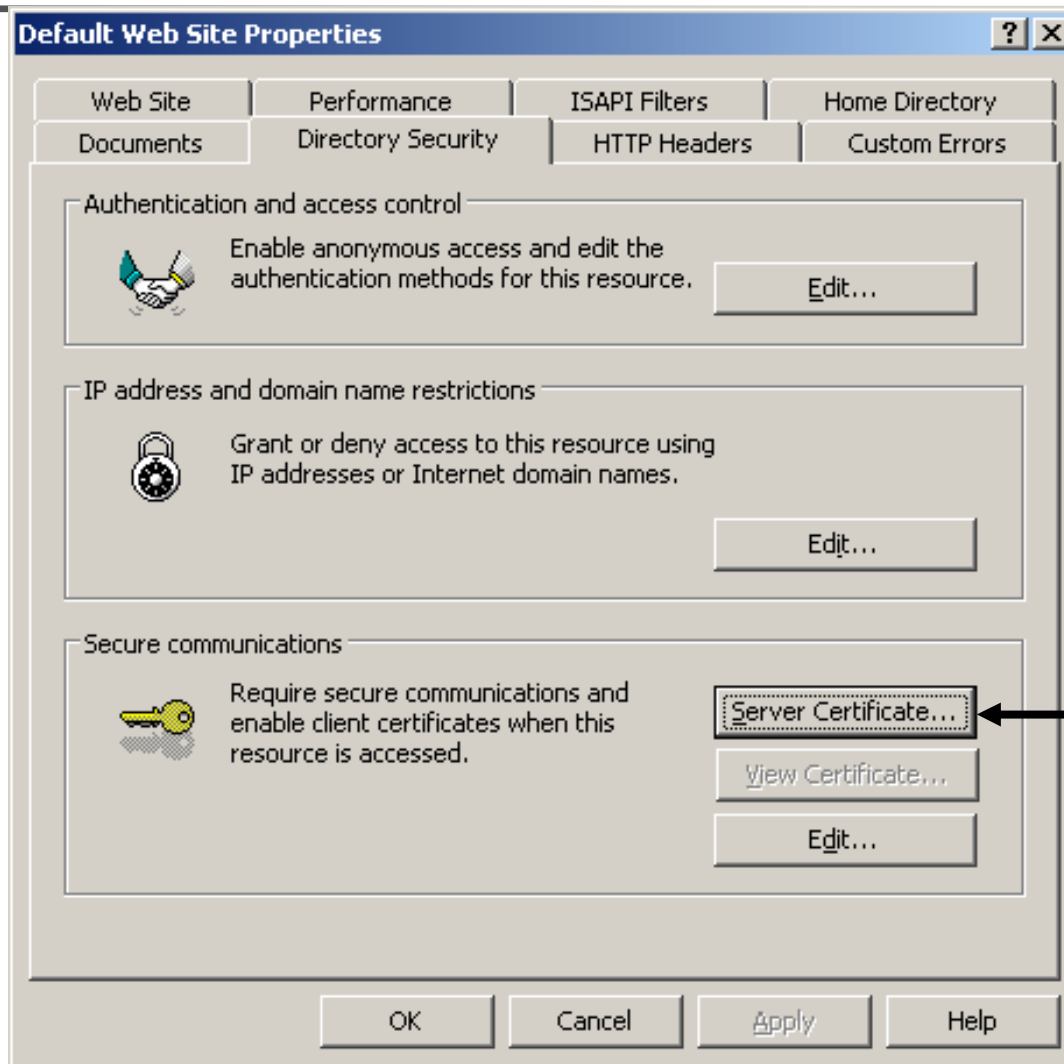 Default Web Site Properties
Web Site
Performance
ISAPI Filters
Home Directory
Documents
Directory Security
HTTP Headers
Custom Errors
Authentication and access control
Enable anonymous access and edit the
authentication methods for this resource.
Edit...
IP address and domain name restrictions
Grant or deny access to this resource using
IP addresses or Internet domain names.
Edit...
Secure communications
Require secure communications and
enable client certificates when this
resource is accessed.
Server Certificate...
View Certificate...
Edit...
OK
Cancel
Apply
Help